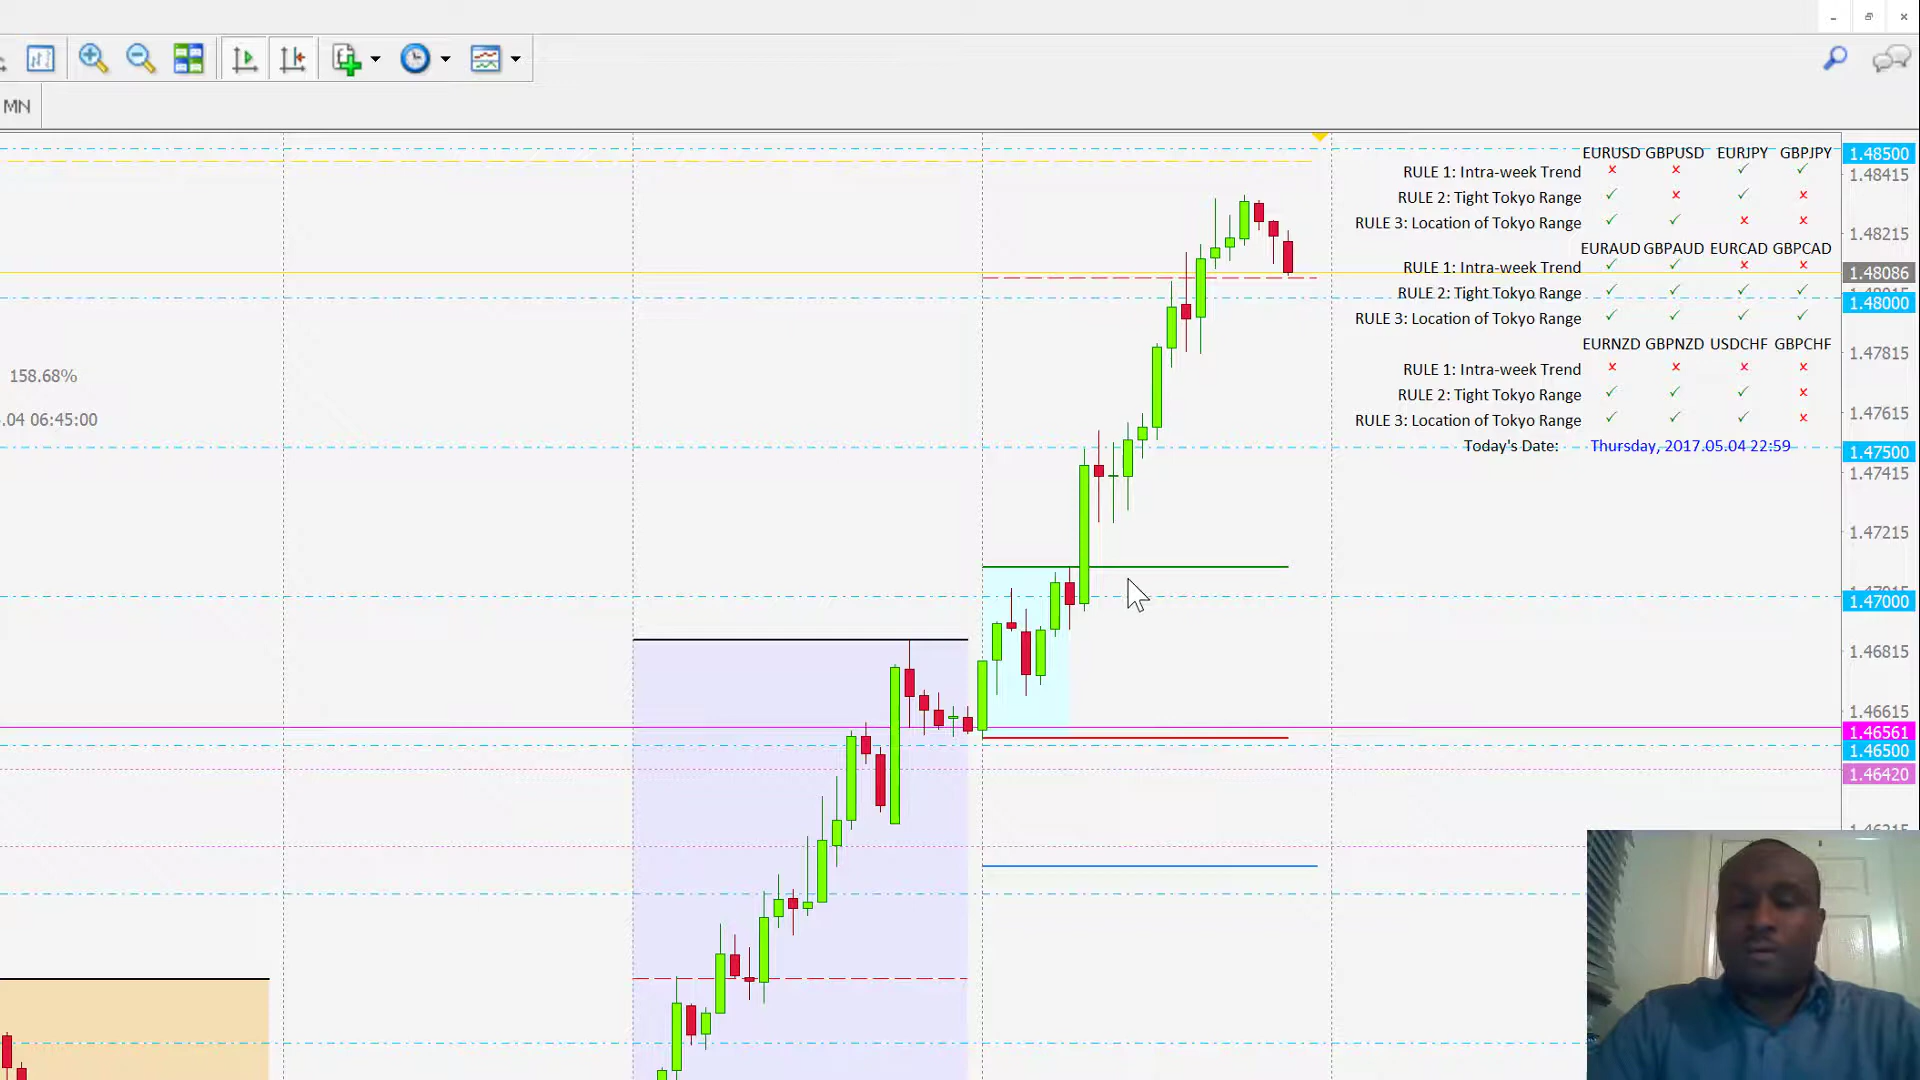 MN
1.48500
EURUSD GBPUSD EURJPY GBPJPY
RULE 1: Intra-week Trend ✗ ✗ ✓ ✓
1.48415
RULE 2: Tight Tokyo Range ✓ ✗ ✓ ✗
RULE 3: Location of Tokyo Range ✓ ✓ ✗ ✗
1.48215
EURAUD GBPAUD EURCAD GBPCAD
RULE 1: Intra-week Trend ✓ ✓ ✗ ✗
1.48086
RULE 2: Tight Tokyo Range ✓ ✓ ✓ ✓
1.48000
RULE 3: Location of Tokyo Range ✓ ✓ ✓ ✓
EURNZD GBPNZD USDCHF GBPCHF
1.47815
RULE 1: Intra-week Trend ✗ ✗ ✗ ✗
158.68%
RULE 2: Tight Tokyo Range ✓ ✓ ✓ ✗
1.47615
.04 06:45:00
RULE 3: Location of Tokyo Range ✓ ✓ ✓ ✗
Today's Date: Thursday, 2017.05.04 22:59
1.47500
1.47415
1.47215
1.47000
1.46815
1.46615
1.46561
1.46500
1.46420